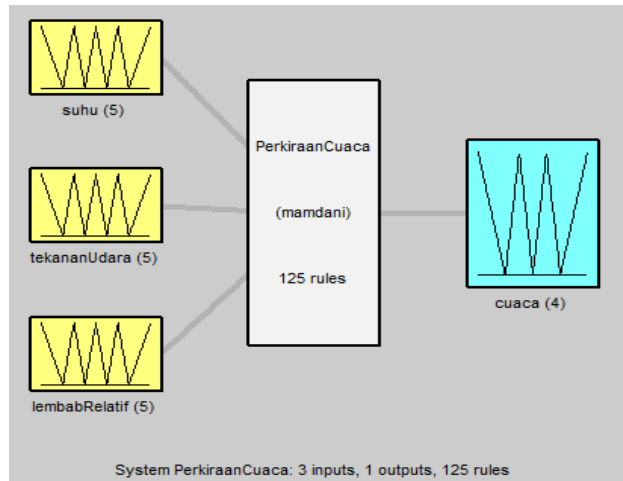 suhu (5)
tekananUdara (5)
lembabRelatif (5)
PerkiraanCuaca
(mamdani)
125 rules
cuaca (4)
System PerkiraanCuaca: 3 inputs, 1 outputs, 125 rules